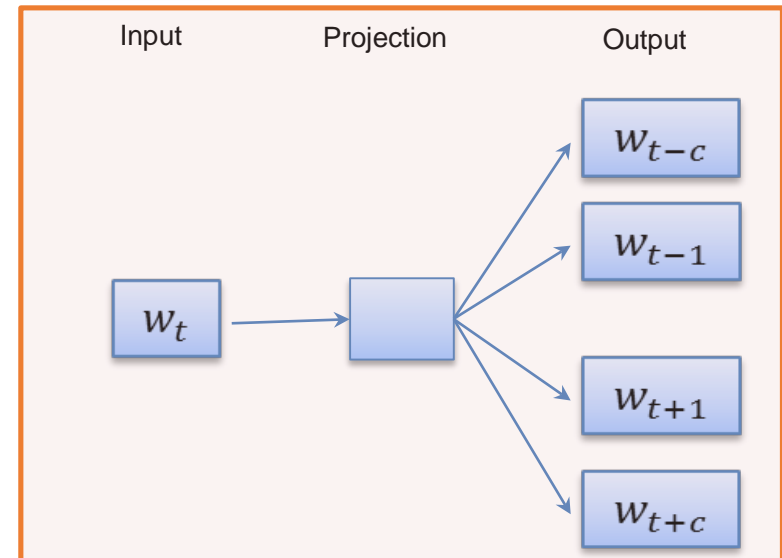 Input Projection Output
w_{t-c}
w_{t-1}
w_t
w_{t+1}
w_{t+c}